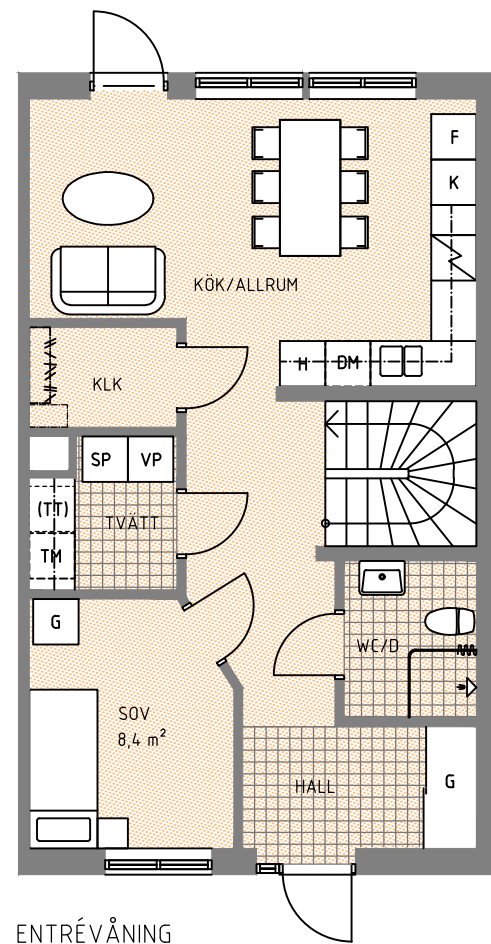 F
K
KÖK/ALLRUM
H DM
KLK
SP VP
(TT)
TVÄTT
TM
G
WC/D
SOV
8,4 m²
HALL
G
ENTRÉVÅNING